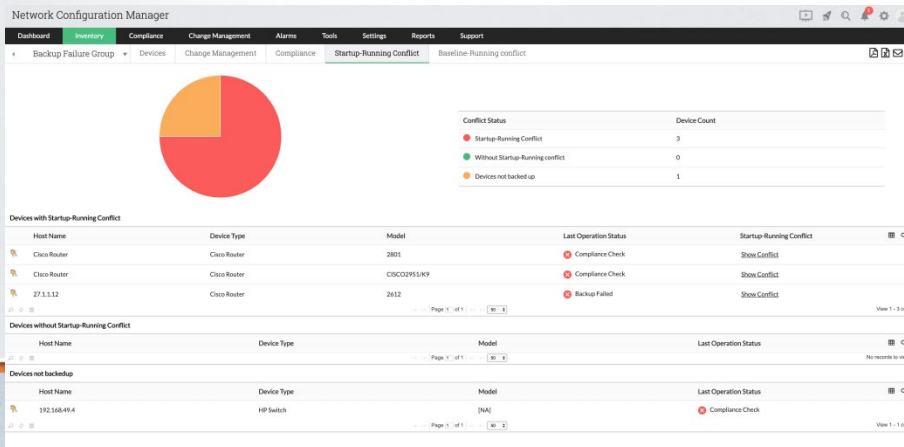 Network Configuration Manager
Dashboard Inventory Compliance Change Management Alarms Tools Settings Reports Support
Backup Failure Group Devices Change Management Compliance Startup-Running Conflict Baseline-Running conflict
Conflict Status Device Count
Startup-Running Conflict 3
Without Startup-Running conflict 0
Devices not backed up 1
Devices with Startup-Running Conflict
Host Name Device Type Model Last Operation Status Startup-Running Conflict
Cisco Router Cisco Router 2801 Compliance Check Show Conflict
Cisco Router Cisco Router CISCO2951/K9 Compliance Check Show Conflict
27.1.1.12 Cisco Router 2612 Backup Failed Show Conflict
Page 1 of 1 50 View 1 - 3 o
Devices without Startup-Running Conflict
Host Name Device Type Model Last Operation Status
Page 1 of 1 50 No records to vi
Devices not backedup
Host Name Device Type Model Last Operation Status
192.168.49.4 HP Switch [NA] Compliance Check
Page 1 of 1 50 View 1 - 1 o